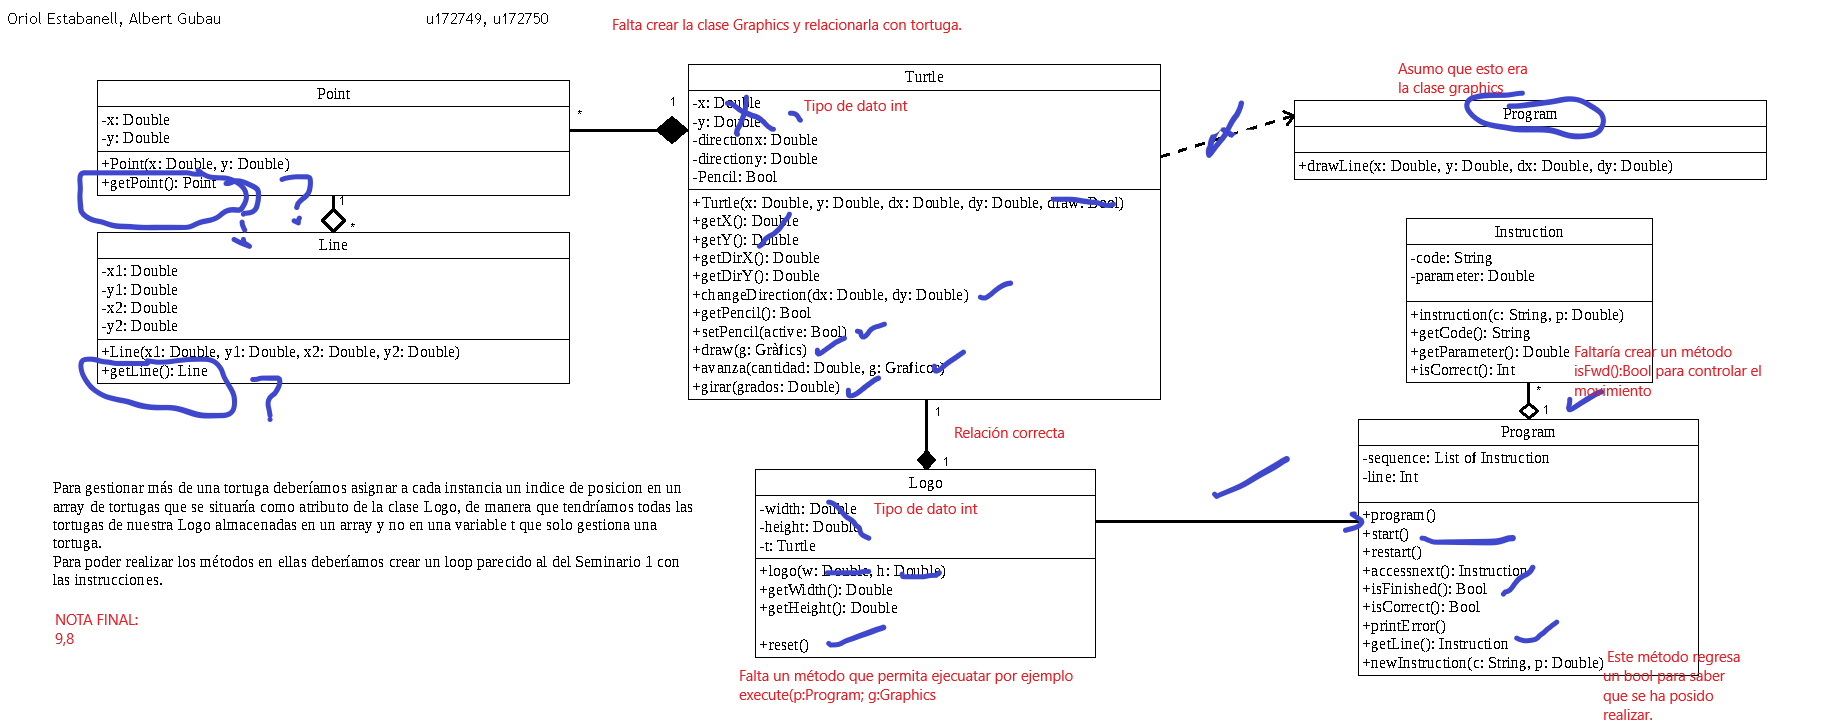 Oriol Estabanell, Albert Gubau
u172749, u172750
Falta crear la clase Graphics y relacionarla con tortuga.
Point
-x: Double
-y: Double
+Point(x: Double, y: Double)
+getPoint(): Point
?
*
1
1
*
Line
-x1: Double
-y1: Double
-x2: Double
-y2: Double
+Line(x1: Double, y1: Double, x2: Double, y2: Double)
+getLine(): Line
?
Turtle
-x: Double
-y: Double
Tipo de dato int
-directionx: Double
-directiony: Double
-Pencil: Bool
+Turtle(x: Double, y: Double, dx: Double, dy: Double, draw: Bool)
+getX(): Double
+getY(): Double
+getDirX(): Double
+getDirY(): Double
+changeDirection(dx: Double, dy: Double)
+getPencil(): Bool
+setPencil(active: Bool)
+draw(g: Gràfics)
+avanza(cantidad: Double, g: Graficos)
+girar(grados: Double)
1
Relación correcta
1
Asumo que esto era
la clase graphics
Program
+drawLine(x: Double, y: Double, dx: Double, dy: Double)
Instruction
-code: String
-parameter: Double
+instruction(c: String, p: Double)
+getCode(): String
+getParameter(): Double
+isCorrect(): Int
Faltaría crear un método
isFwd():Bool para controlar el
movimiento
*
1
Program
-sequence: List of Instruction
-line: Int
+program()
+start()
+restart()
+accessnext(): Instruction
+isFinished(): Bool
+isCorrect(): Bool
+printError()
+getLine(): Instruction
+newInstruction(c: String, p: Double)
Este método regresa
un bool para saber
que se ha posido
realizar.
Logo
-width: Double
-height: Double
-t: Turtle
Tipo de dato int
+logo(w: Double, h: Double)
+getWidth(): Double
+getHeight(): Double
+reset()
Falta un método que permita ejecuatar por ejemplo
execute(p:Program; g:Graphics
Para gestionar más de una tortuga deberíamos asignar a cada instancia un indice de posicion en un
array de tortugas que se situaría como atributo de la clase Logo, de manera que tendríamos todas las
tortugas de nuestra Logo almacenadas en un array y no en una variable t que solo gestiona una
tortuga.
Para poder realizar los métodos en ellas deberíamos crear un loop parecido al del Seminario 1 con
las instrucciones.
NOTA FINAL:
9,8